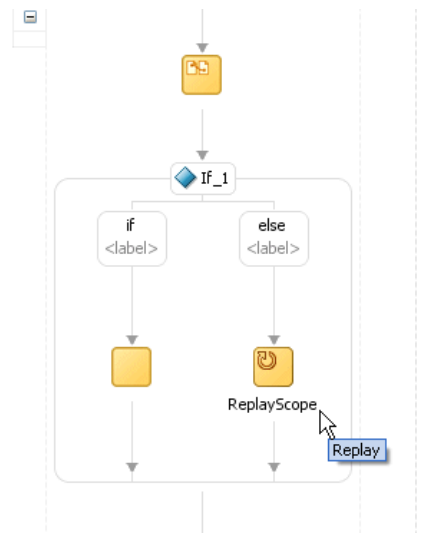 If_1
if
<label>
else
<label>
ReplayScope
Replay